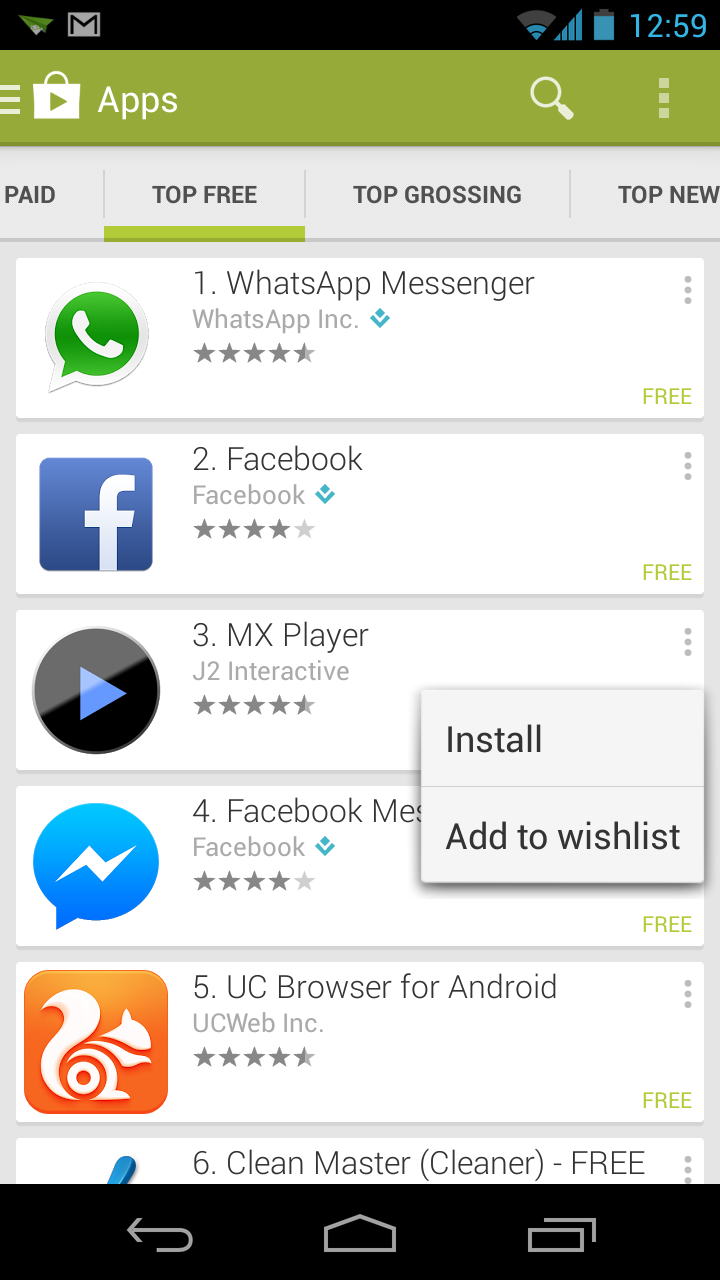 12:59
Apps
PAID
TOP FREE
TOP GROSSING
TOP NEW
1. WhatsApp Messenger
WhatsApp Inc.
FREE
2. Facebook
Facebook
FREE
3. MX Player
J2 Interactive
Install
Add to wishlist
4. Facebook Mes
Facebook
FREE
5. UC Browser for Android
UCWeb Inc.
FREE
6. Clean Master (Cleaner) - FREE